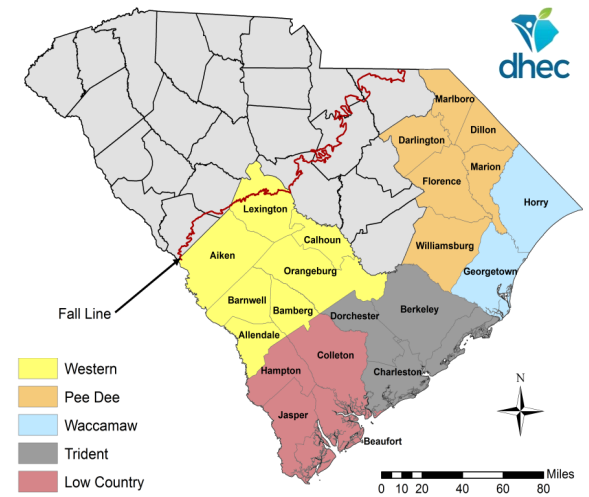 dhec
Marlboro
Dillon
Darlington
Marion
Florence
Horry
Lexington
Williamsburg
Calhoun
Aiken
Georgetown
Orangeburg
Barnwell
Berkeley
Bamberg
Dorchester
Fall Line
Allendale
Colleton
Hampton
Charleston
Jasper
Beaufort
Western
Pee Dee
Waccamaw
Trident
Low Country
N
Miles
0 10 20 40 60 80